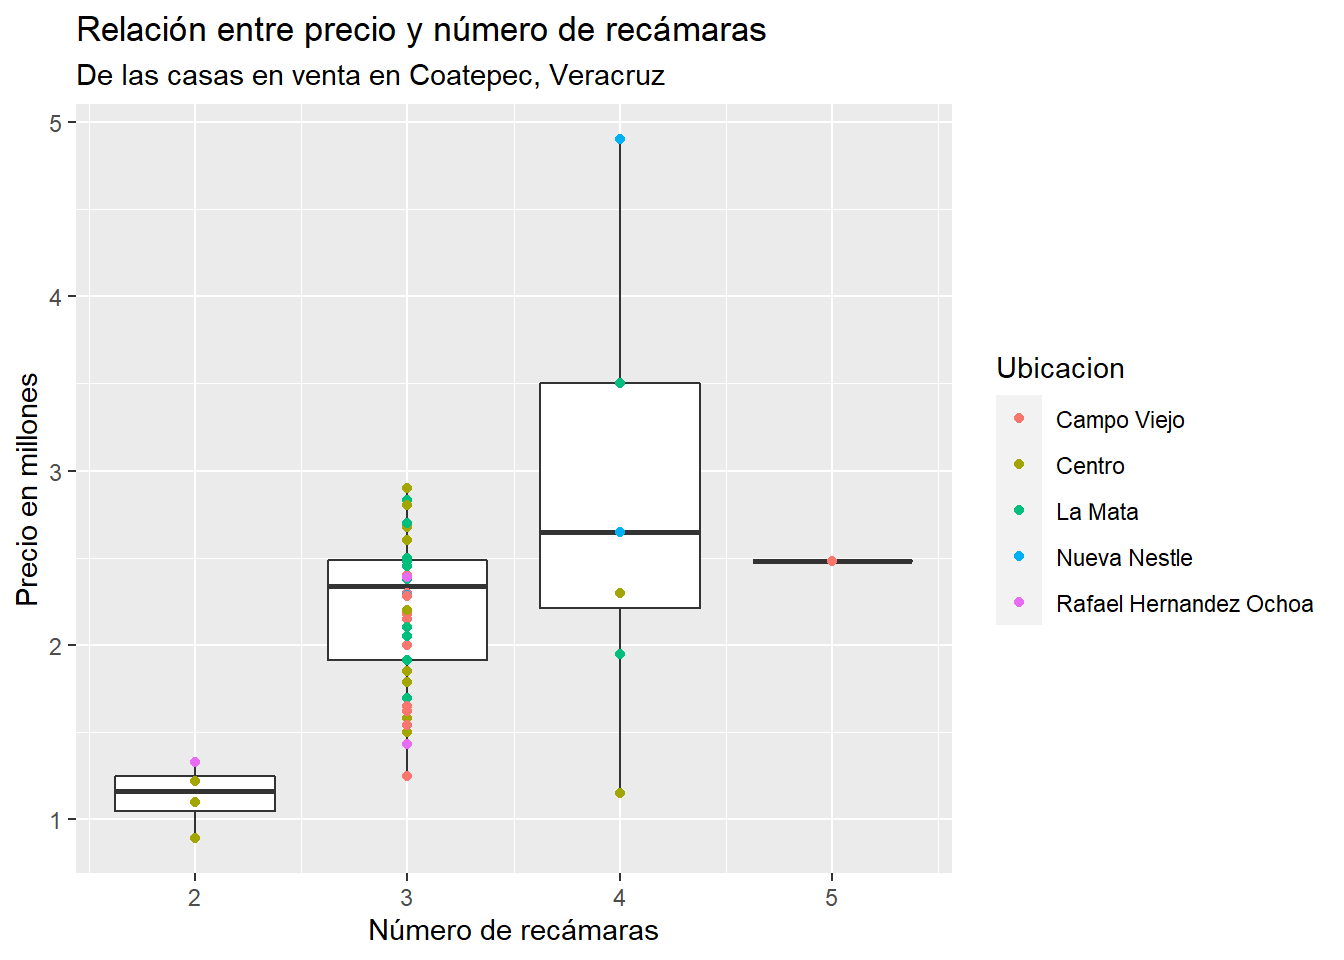 Relación entre precio y número de recámaras
De las casas en venta en Coatepec, Veracruz
Precio en millones
5
4
3
2
1
2 3 4 5
Número de recámaras
Ubicacion
Campo Viejo
Centro
La Mata
Nueva Nestle
Rafael Hernandez Ochoa